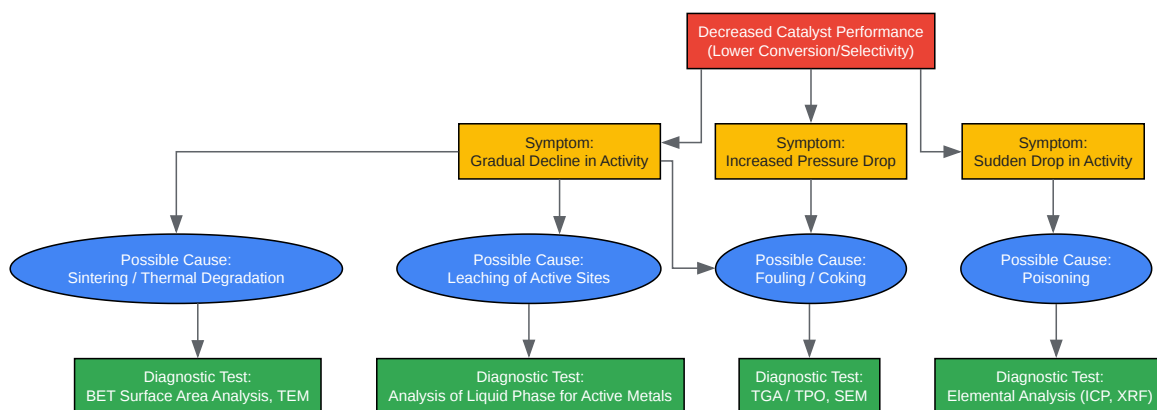 Decreased Catalyst Performance
(Lower Conversion/Selectivity)
Symptom:
Gradual Decline in Activity
Symptom:
Increased Pressure Drop
Symptom:
Sudden Drop in Activity
Possible Cause:
Sintering / Thermal Degradation
Possible Cause:
Leaching of Active Sites
Possible Cause:
Fouling / Coking
Possible Cause:
Poisoning
Diagnostic Test:
BET Surface Area Analysis, TEM
Diagnostic Test:
Analysis of Liquid Phase for Active Metals
Diagnostic Test:
TGA / TPO, SEM
Diagnostic Test:
Elemental Analysis (ICP, XRF)